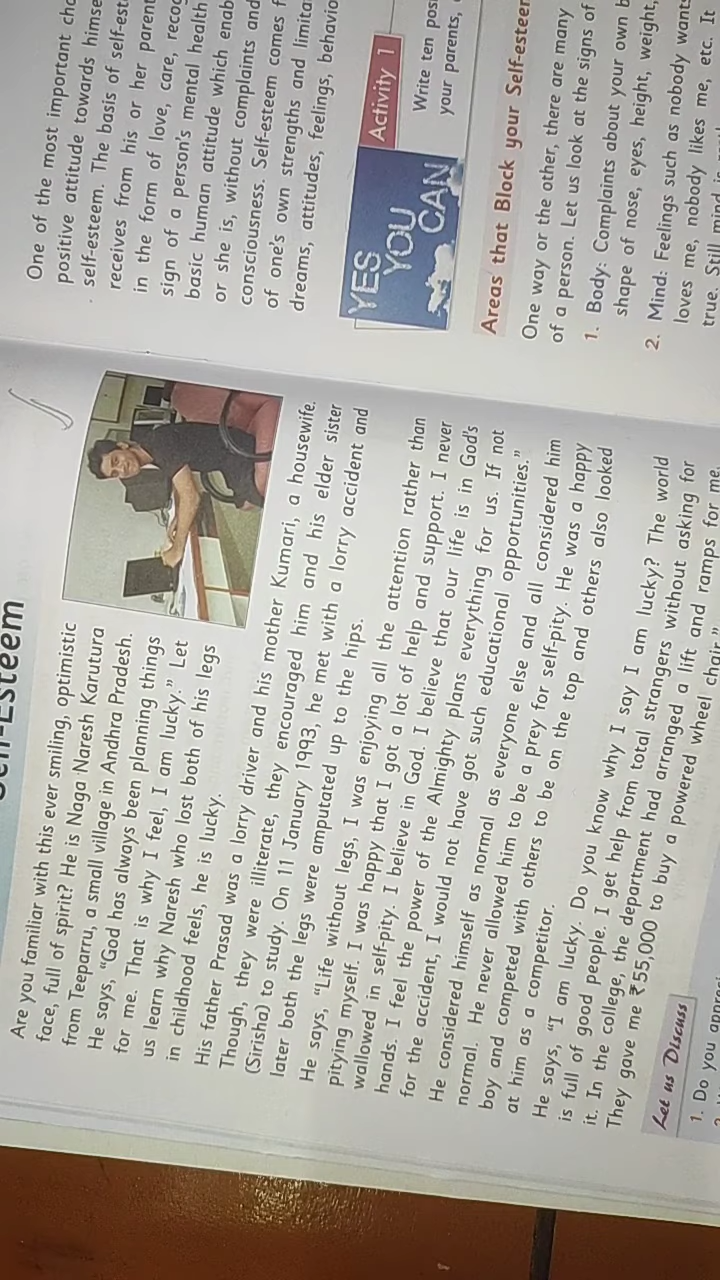 Self-Esteem
Are you familiar with this ever smiling, optimistic
face, full of spirit? He is Naga Naresh Karutura
from Teeparru, a small village in Andhra Pradesh.
He says, “God has always been planning things
for me. That is why I feel, I am lucky.” Let
us learn why Naresh who lost both of his legs
in childhood feels, he is lucky.
His father Prasad was a lorry driver and his mother Kumari, a housewife.
Though, they were illiterate, they encouraged him and his elder sister
(Sirisha) to study. On 11 January 1993, he met with a lorry accident and
later both the legs were amputated up to the hips.
He says, “Life without legs, I was enjoying all the attention rather than
pitying myself. I was happy that I got a lot of help and support. I never
wallowed in self-pity. I believe in God. I believe that our life is in God's
hands. I feel the power of the Almighty plans everything for us. If not
for the accident, I would not have got such educational opportunities.”
He considered himself as normal as everyone else and all considered him
normal. He never allowed him to be a prey for self-pity. He was a happy
boy and competed with others to be on the top and others also looked
at him as a competitor.
He says, “I am lucky. Do you know why I say I am lucky? The world
is full of good people. I get help from total strangers without asking for
it. In the college, the department had arranged a lift and ramps for me.
They gave me ₹55,000 to buy a powered wheel chair.”
Let us Discuss
1. Do you
One of the most important
positive attitude towards
self-esteem. The basis of
receives from his or her
in the form of love, care,
sign of a person's mental health
basic human attitude which
or she is, without complaints and
consciousness. Self-esteem comes
of one's own strengths and
dreams, attitudes, feelings,
YES
YOU
CAN
Activity 1
Write ten
your parents,
Areas that Block your
One way or the other, there are many
of a person. Let us look at the signs of
1. Body: Complaints about your own
shape of nose, eyes, height, weight,
2. Mind: Feelings such as nobody
loves me, nobody likes me, etc. It
true. Still, mind